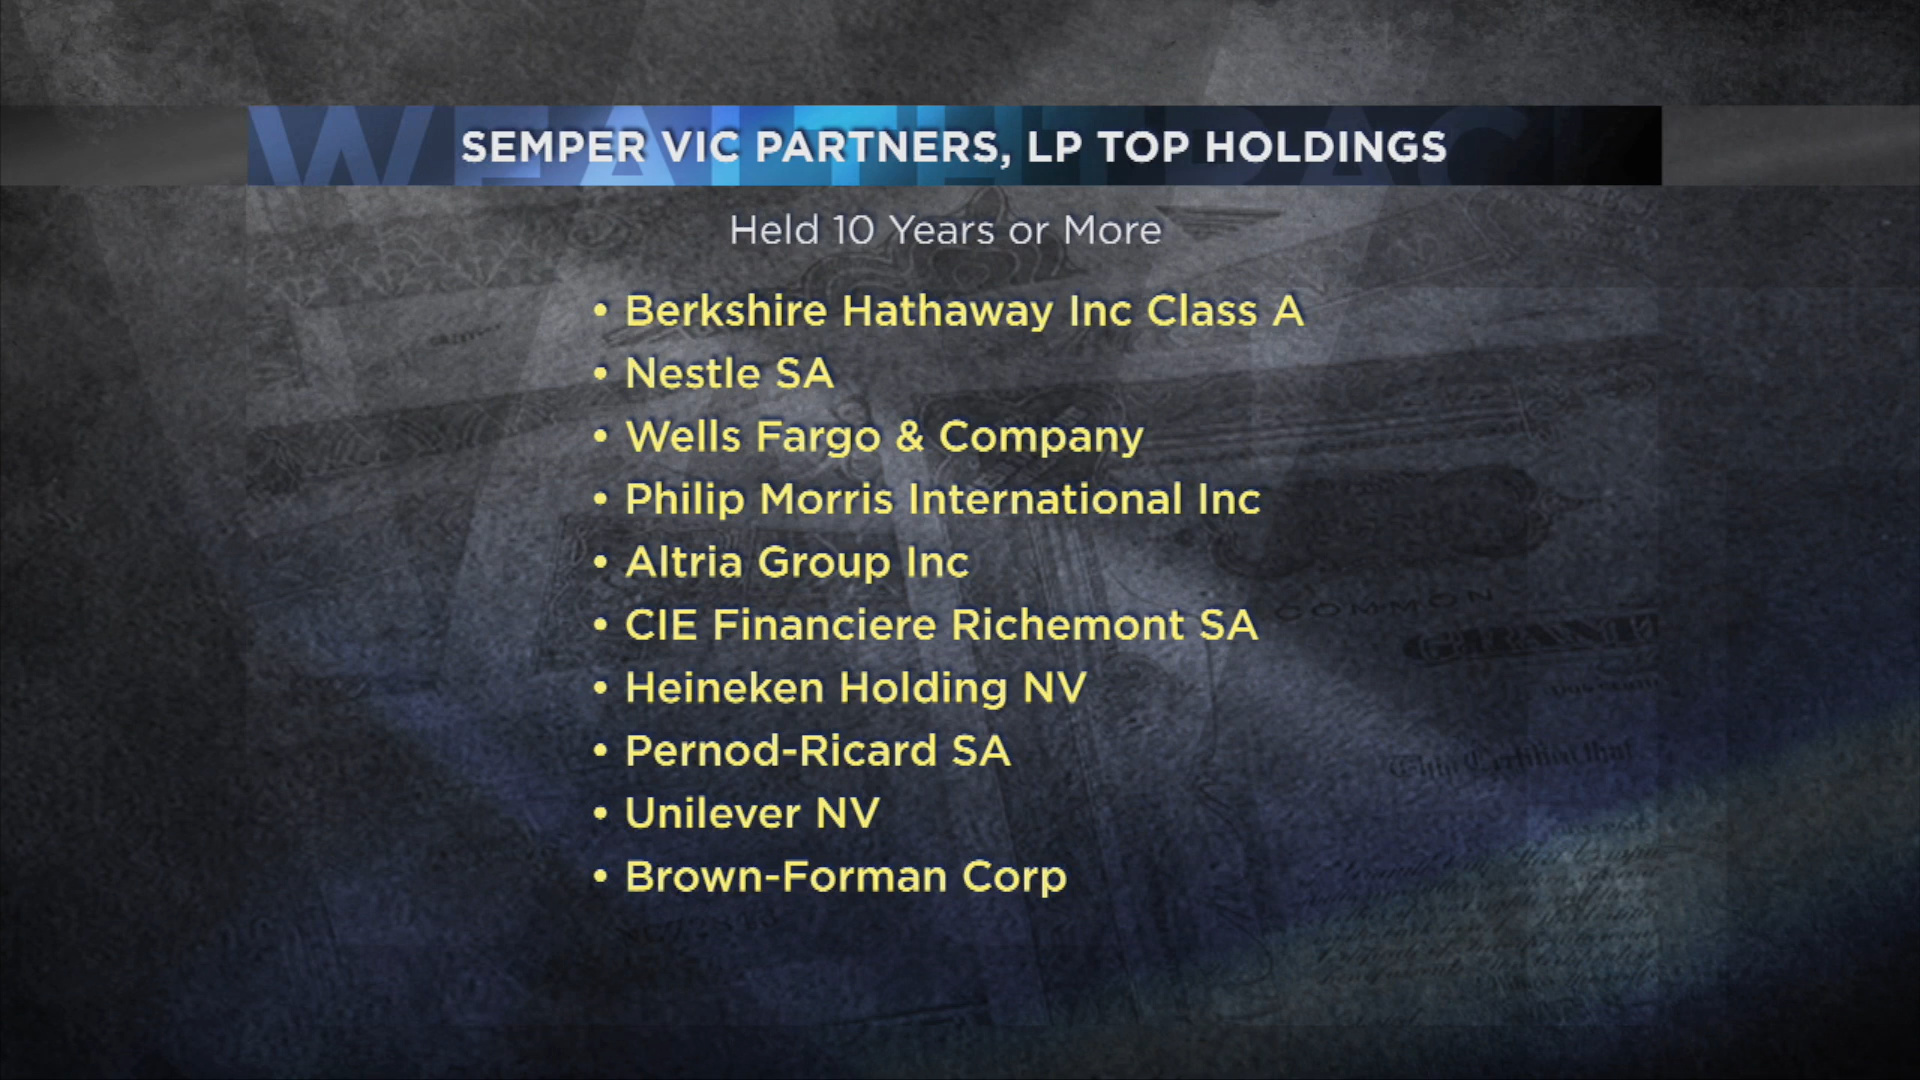 WEALTHTRACK
SEMPER VIC PARTNERS, LP TOP HOLDINGS
Held 10 Years or More
• Berkshire Hathaway Inc Class A
• Nestle SA
• Wells Fargo & Company
• Philip Morris International Inc
• Altria Group Inc
• CIE Financiere Richemont SA
COMMON
• Heineken Holding NV
• Pernod-Ricard SA
• Unilever NV
• Brown-Forman Corp